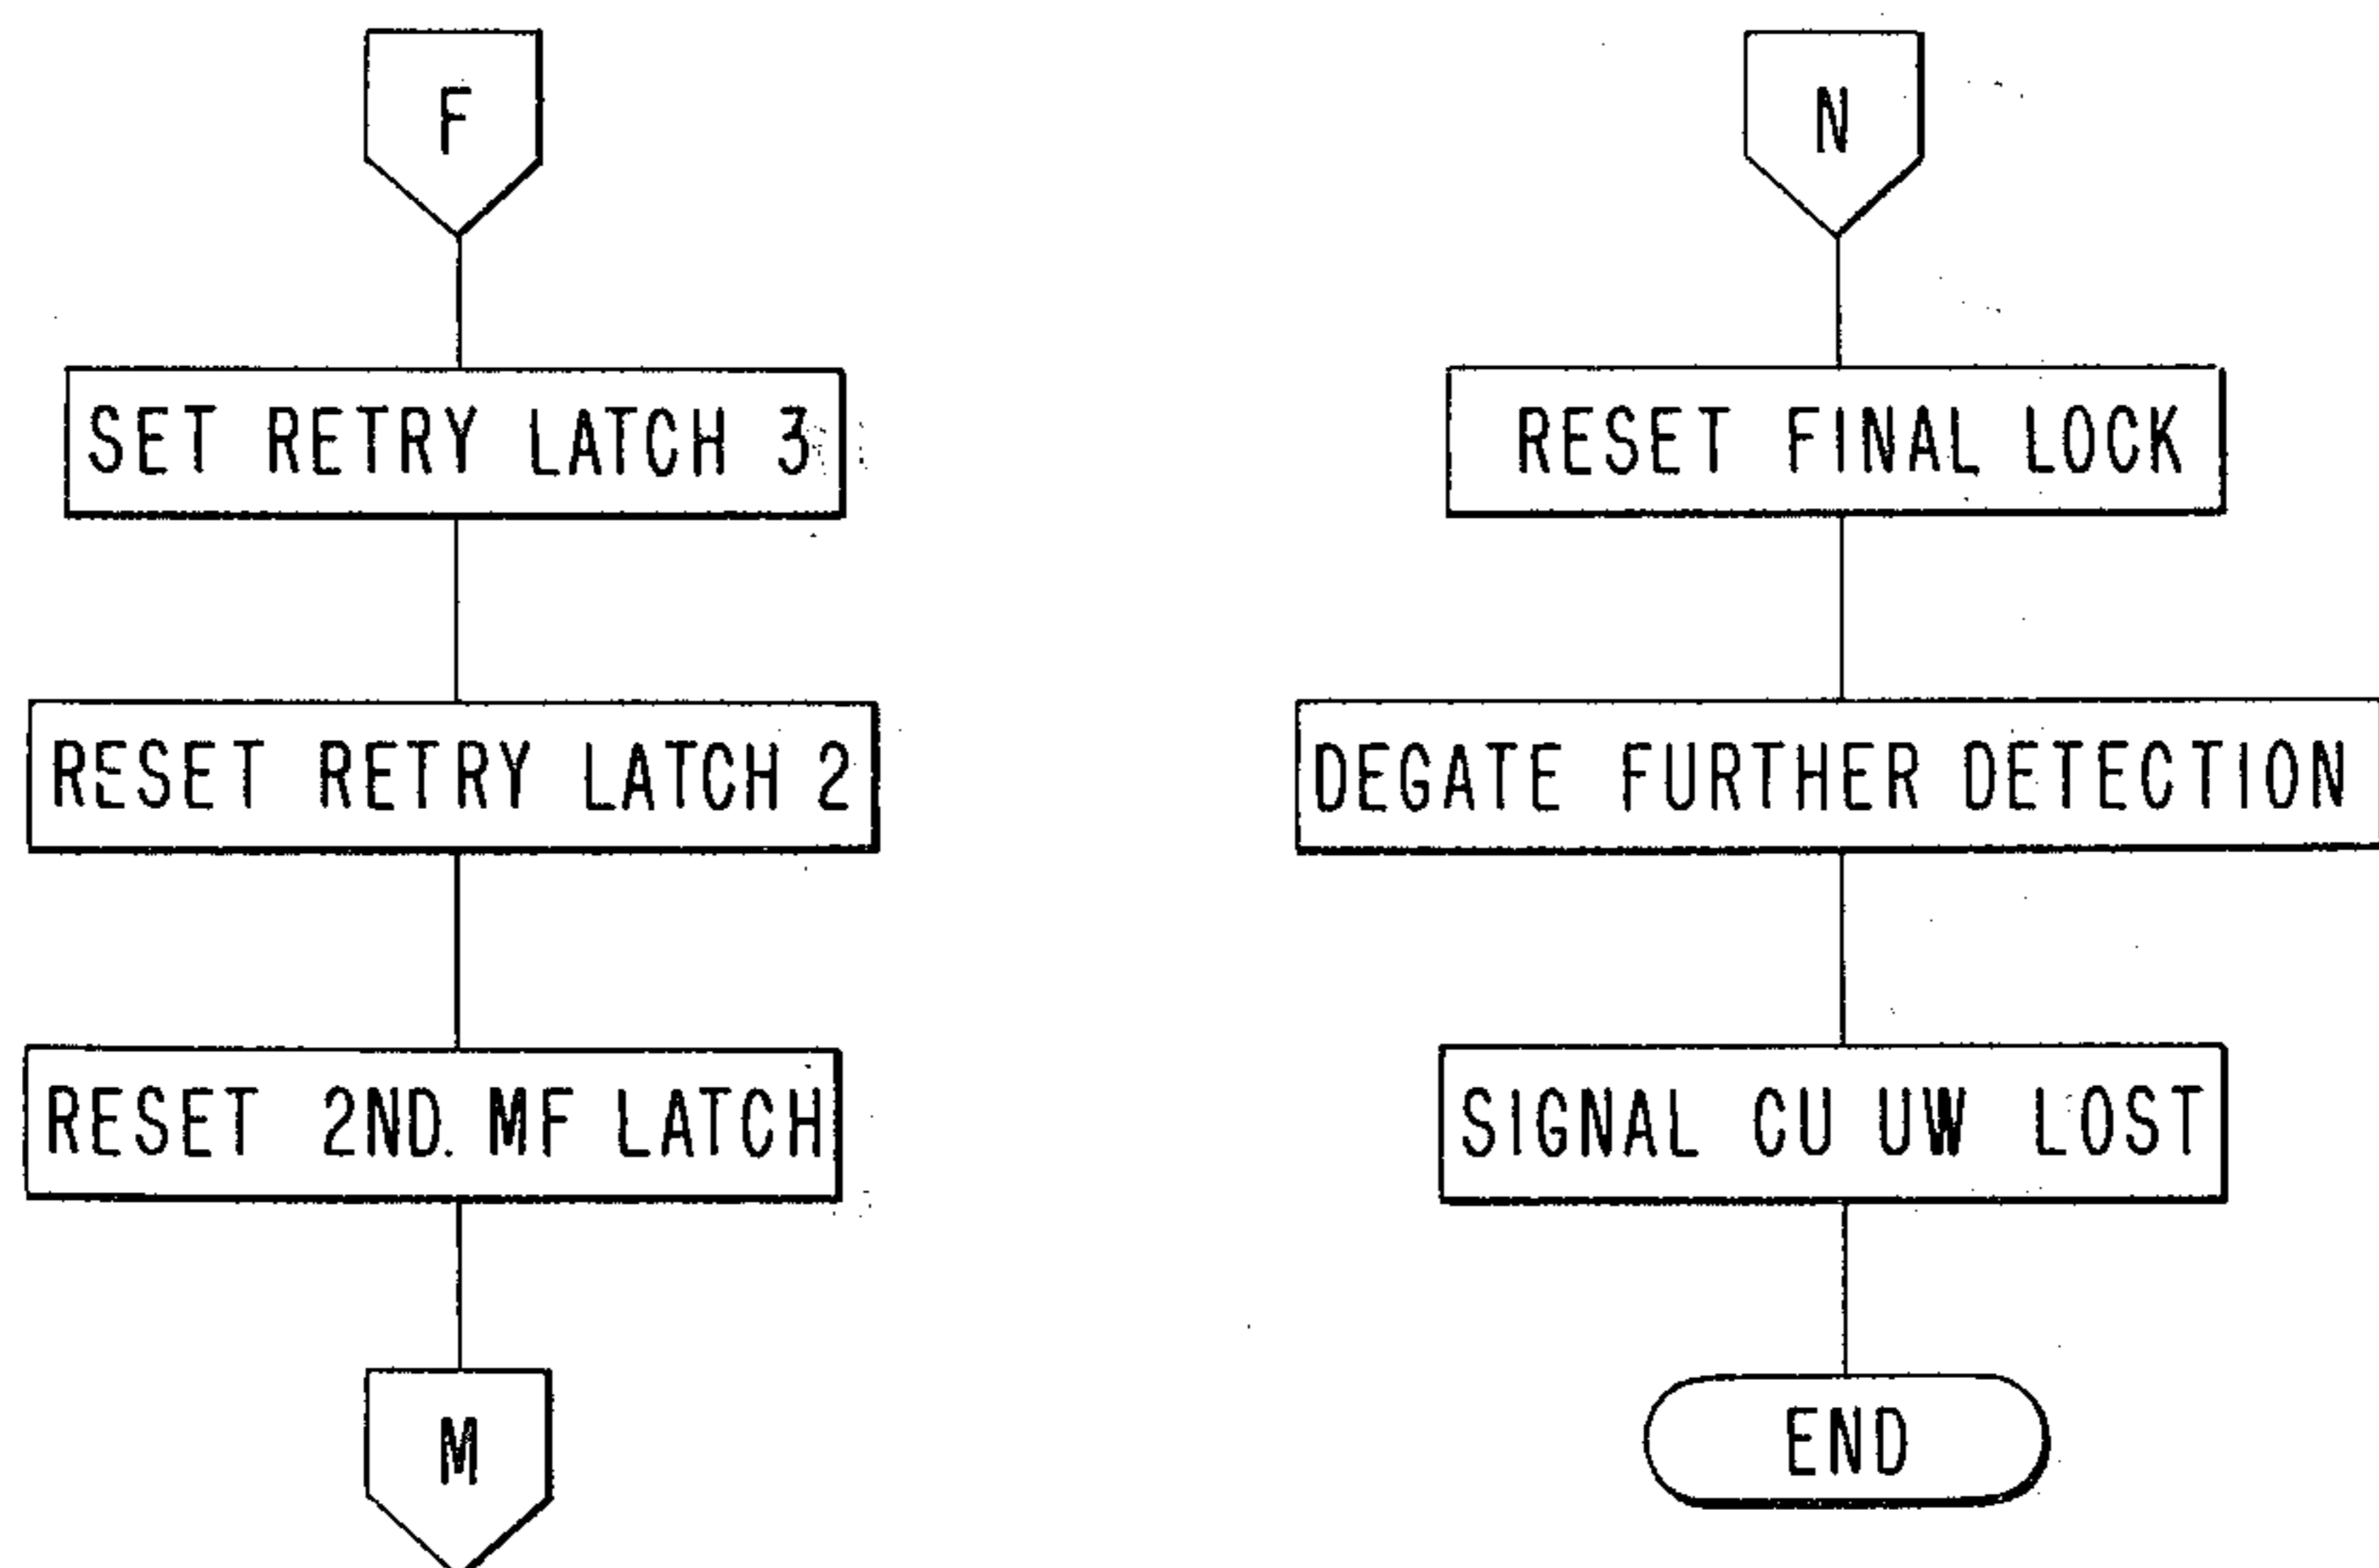 F
SET RETRY LATCH 3
RESET RETRY LATCH 2
RESET 2ND. MF LATCH
M
N
RESET FINAL LOCK
DEGATE FURTHER DETECTION
SIGNAL CU UW LOST
END